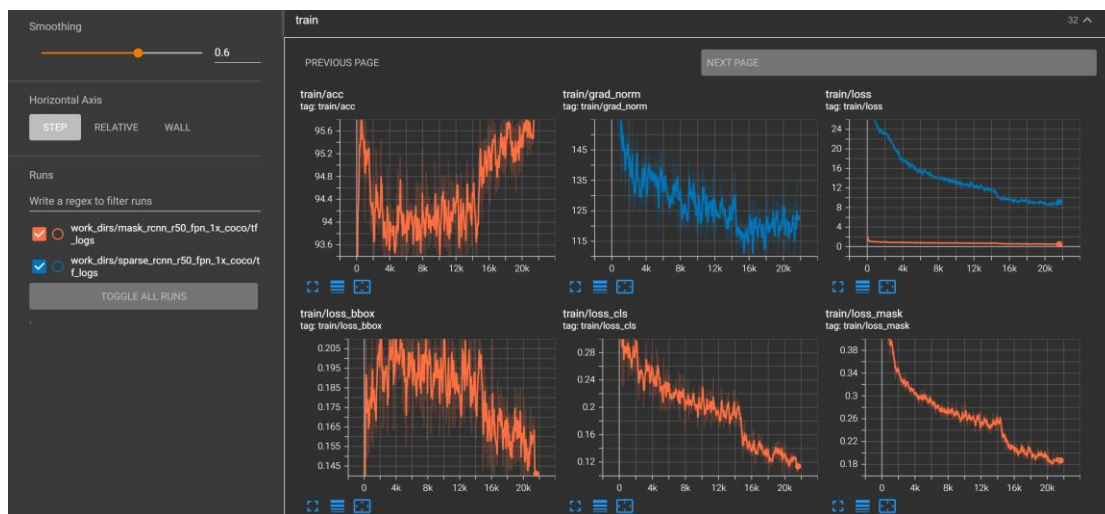 Smoothing
0.6
Horizontal Axis
STEP RELATIVE WALL
Runs
Write a regex to filter runs
work_dirs/mask_rcnn_r50_fpn_1x_coco/tf
_logs
work_dirs/sparse_rcnn_r50_fpn_1x_coco/t
f_logs
TOGGLE ALL RUNS
train 32
PREVIOUS PAGE NEXT PAGE
train/acc
tag: train/acc
95.6
95.2
94.8
94.4
94
93.6
0 4k 8k 12k 16k 20k
train/grad_norm
tag: train/grad_norm
145
135
125
115
0 4k 8k 12k 16k 20k
train/loss
tag: train/loss
24
20
16
12
8
4
0
0 4k 8k 12k 16k 20k
train/loss_bbox
tag: train/loss_bbox
0.205
0.195
0.185
0.175
0.165
0.155
0.145
0 4k 8k 12k 16k 20k
train/loss_cls
tag: train/loss_cls
0.28
0.24
0.2
0.16
0.12
0 4k 8k 12k 16k 20k
train/loss_mask
tag: train/loss_mask
0.38
0.34
0.3
0.26
0.22
0.18
0 4k 8k 12k 16k 20k